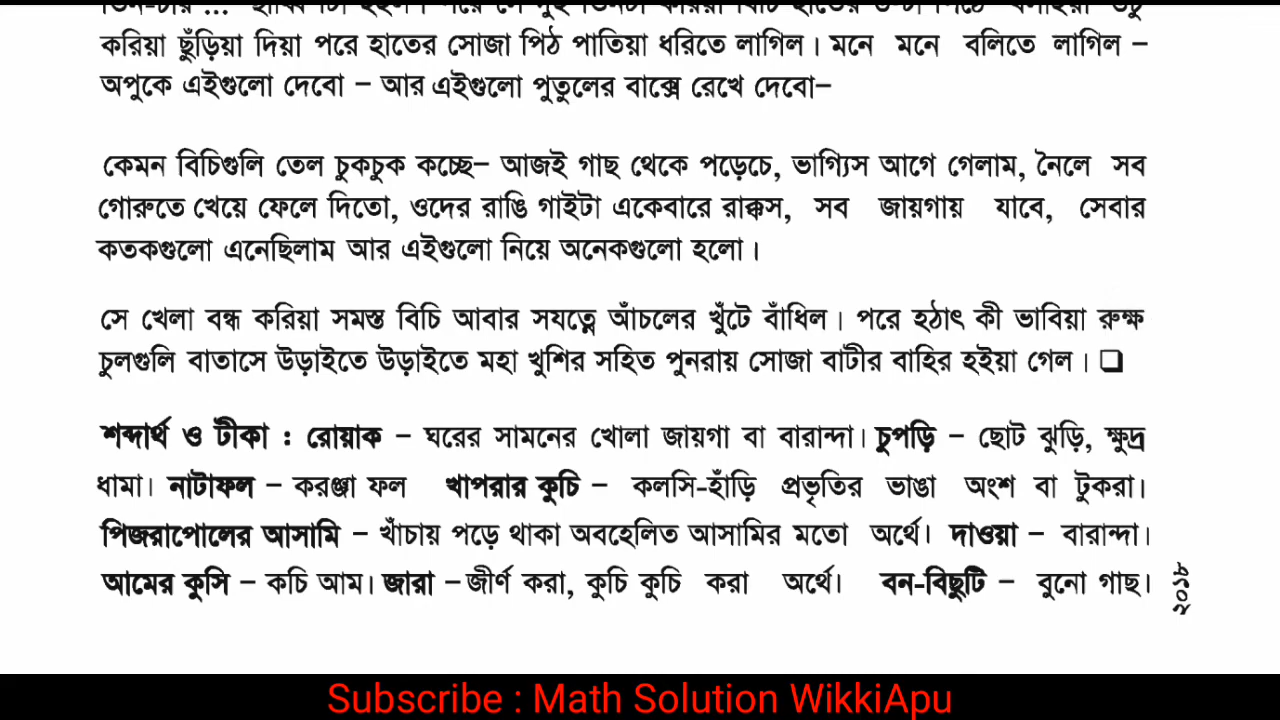 করিয়া ছুঁড়িয়া দিয়া পরে হাতের সোজা পিঠ পাতিয়া ধরিতে লাগিল। মনে মনে বলিতে লাগিল –
অপুকে এইগুলো দেবো – আর এইগুলো পুতুলের বাক্সে রেখে দেবো–
কেমন বিচিগুলি তেল চুকচুক কচ্ছে– আজই গাছ থেকে পড়েচে, ভাগ্যিস আগে গেলাম, নৈলে সব
গোরুতে খেয়ে ফেলে দিতো, ওদের রাঙি গাইটা একেবারে রাক্কস, সব জায়গায় যাবে, সেবার
কতকগুলো এনেছিলাম আর এইগুলো নিয়ে অনেকগুলো হলো।
সে খেলা বন্ধ করিয়া সমস্ত বিচি আবার সযত্নে আঁচলের খুঁটে বাঁধিল। পরে হঠাৎ কী ভাবিয়া রুক্ষ
চুলগুলি বাতাসে উড়াইতে উড়াইতে মহা খুশির সহিত পুনরায় সোজা বাটীর বাহির হইয়া গেল। ❏
শব্দার্থ ও টীকা : রোয়াক – ঘরের সামনের খোলা জায়গা বা বারান্দা। চুপড়ি – ছোট ঝুড়ি, ক্ষুদ্র
ধামা। নাটাফল – করঞ্জা ফল খাপরার কুচি – কলসি-হাঁড়ি প্রভৃতির ভাঙা অংশ বা টুকরা।
পিজরাপোলের আসামি – খাঁচায় পড়ে থাকা অবহেলিত আসামির মতো অর্থে। দাওয়া – বারান্দা।
আমের কুসি – কচি আম। জারা –জীর্ণ করা, কুচি কুচি করা অর্থে। বন-বিছুটি – বুনো গাছ।
২০১৮
Subscribe : Math Solution WikkiApu